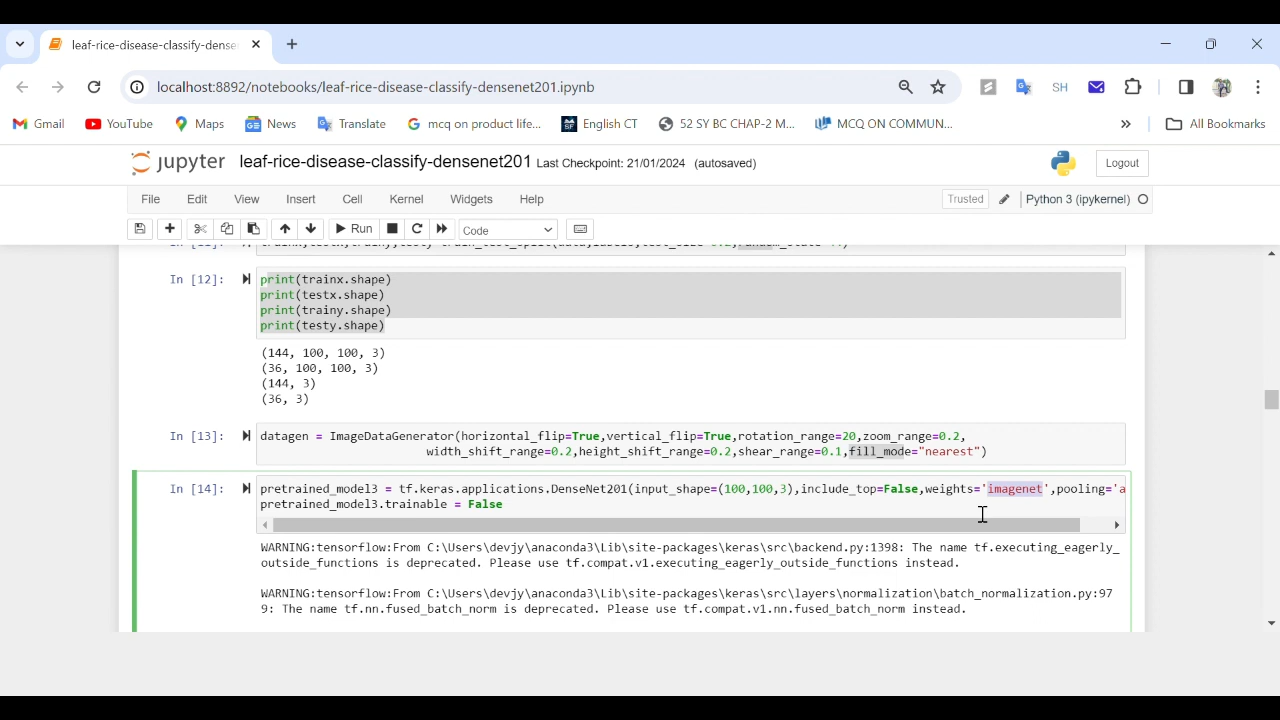 leaf-rice-disease-classify-dense
localhost:8892/notebooks/leaf-rice-disease-classify-densenet201.ipynb
SH
Gmail YouTube Maps News Translate mcq on product life... English CT 52 SY BC CHAP-2 M... MCQ ON COMMUN... » All Bookmarks
jupyter leaf-rice-disease-classify-densenet201 Last Checkpoint: 21/01/2024 (autosaved) Logout
File Edit View Insert Cell Kernel Widgets Help Trusted Python 3 (ipykernel)
Run Code
In [12]: print(trainx.shape)
print(testx.shape)
print(trainy.shape)
print(testy.shape)
(144, 100, 100, 3)
(36, 100, 100, 3)
(144, 3)
(36, 3)
In [13]: datagen = ImageDataGenerator(horizontal_flip=True,vertical_flip=True,rotation_range=20,zoom_range=0.2,
width_shift_range=0.2,height_shift_range=0.2,shear_range=0.1,fill_mode="nearest")
In [14]: pretrained_model3 = tf.keras.applications.DenseNet201(input_shape=(100,100,3),include_top=False,weights='imagenet',pooling='a
pretrained_model3.trainable = False
WARNING:tensorflow:From C:\Users\devjy\anaconda3\Lib\site-packages\keras\src\backend.py:1398: The name tf.executing_eagerly_
outside_functions is deprecated. Please use tf.compat.v1.executing_eagerly_outside_functions instead.
WARNING:tensorflow:From C:\Users\devjy\anaconda3\Lib\site-packages\keras\src\layers\normalization\batch_normalization.py:97
9: The name tf.nn.fused_batch_norm is deprecated. Please use tf.compat.v1.nn.fused_batch_norm instead.